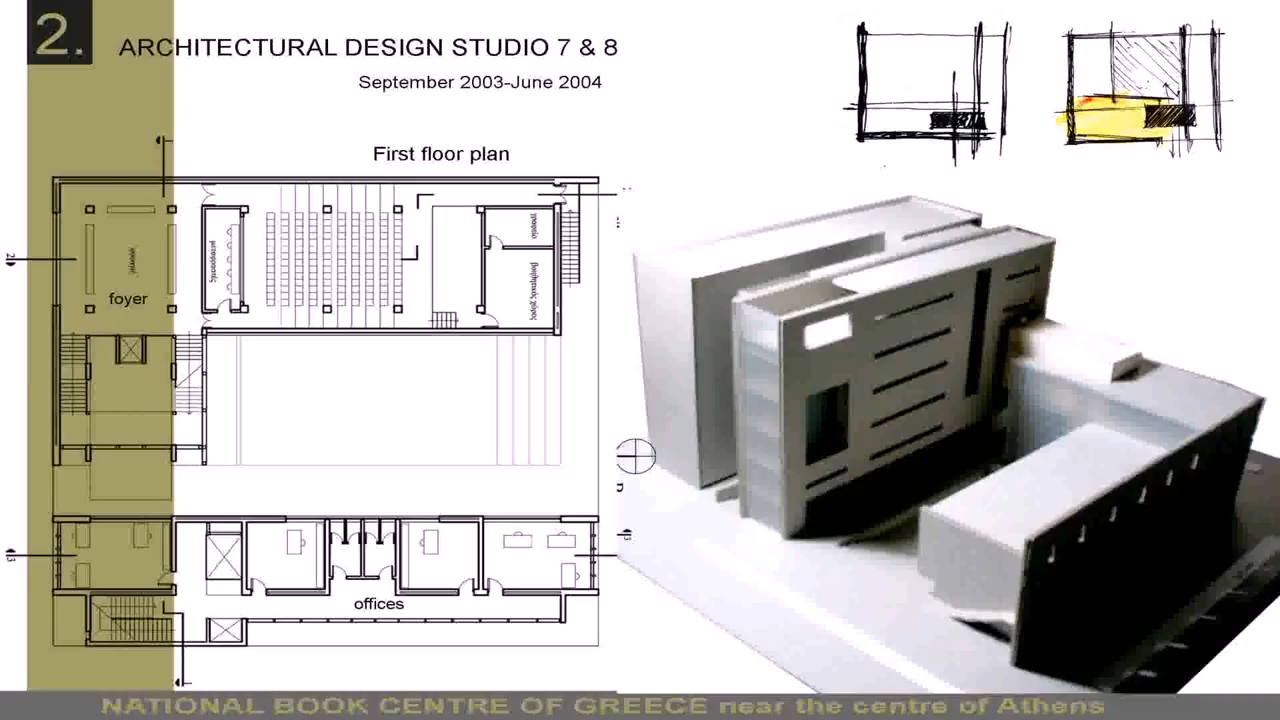 2.
ARCHITECTURAL DESIGN STUDIO 7 & 8
September 2003-June 2004
First floor plan
foyer
offices
NATIONAL BOOK CENTRE OF GREECE near the centre of Athens